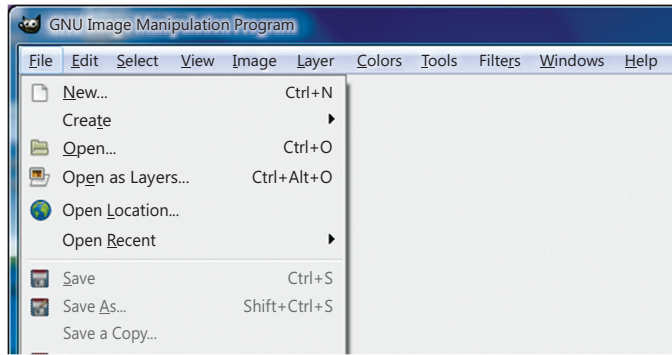 GNU Image Manipulation Program
File Edit Select View Image Layer Colors Tools Filters Windows Help
New... Ctrl+N
Create
Open... Ctrl+O
Open as Layers... Ctrl+Alt+O
Open Location...
Open Recent
Save Ctrl+S
Save As... Shift+Ctrl+S
Save a Copy...